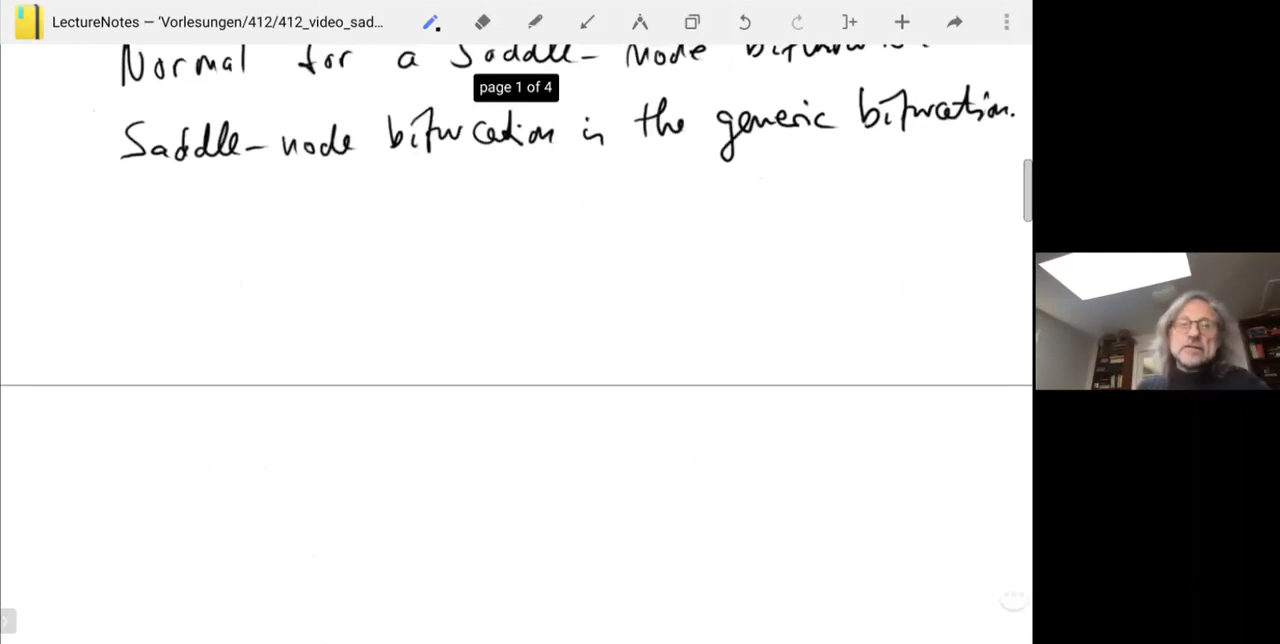 LectureNotes — 'Vorlesungen/412/412_video_sad...
Normal for a Saddle-Node
page 1 of 4
Saddle-node bifurcation is the generic bifurcation.